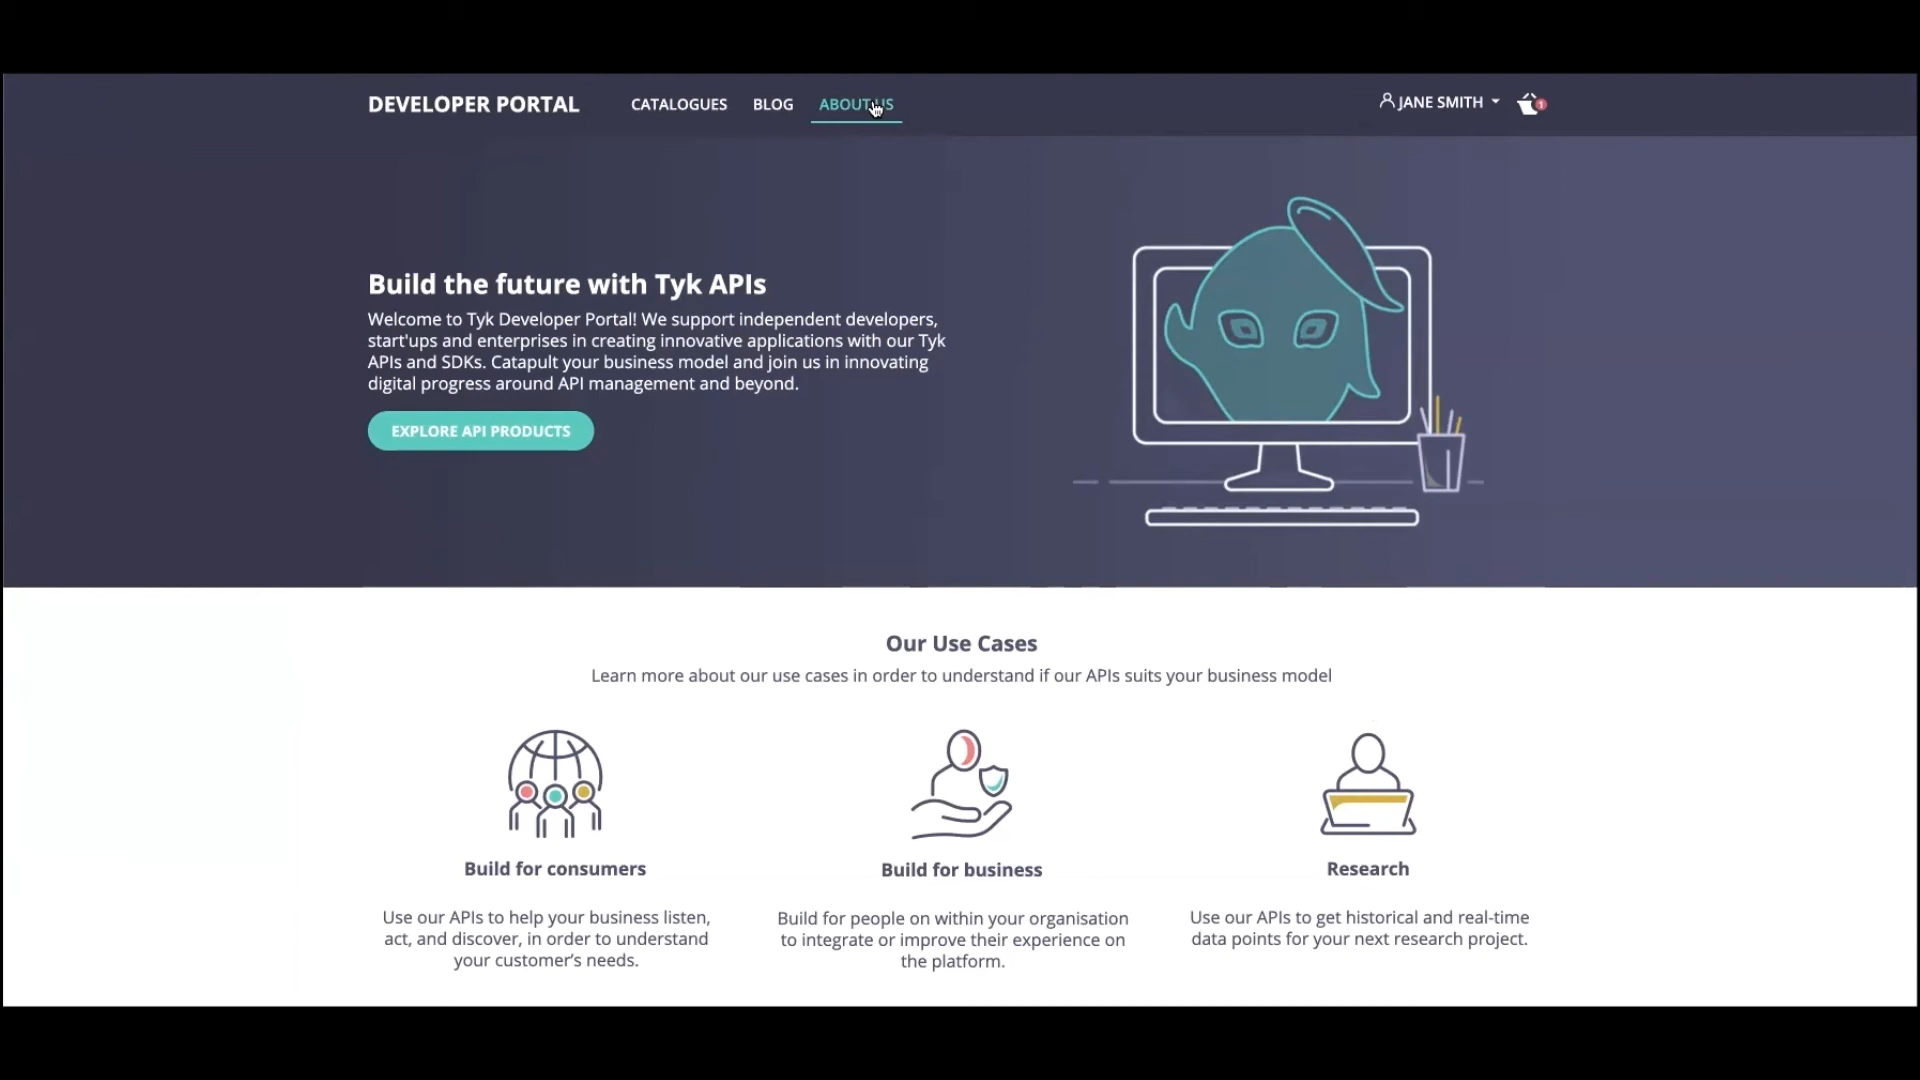 DEVELOPER PORTAL
CATALOGUES
BLOG
ABOUT US
JANE SMITH
1
Build the future with Tyk APIs
Welcome to Tyk Developer Portal! We support independent developers,
start'ups and enterprises in creating innovative applications with our Tyk
APIs and SDKs. Catapult your business model and join us in innovating
digital progress around API management and beyond.
EXPLORE API PRODUCTS
Our Use Cases
Learn more about our use cases in order to understand if our APIs suits your business model
Build for consumers
Use our APIs to help your business listen,
act, and discover, in order to understand
your customer’s needs.
Build for business
Build for people on within your organisation
to integrate or improve their experience on
the platform.
Research
Use our APIs to get historical and real-time
data points for your next research project.